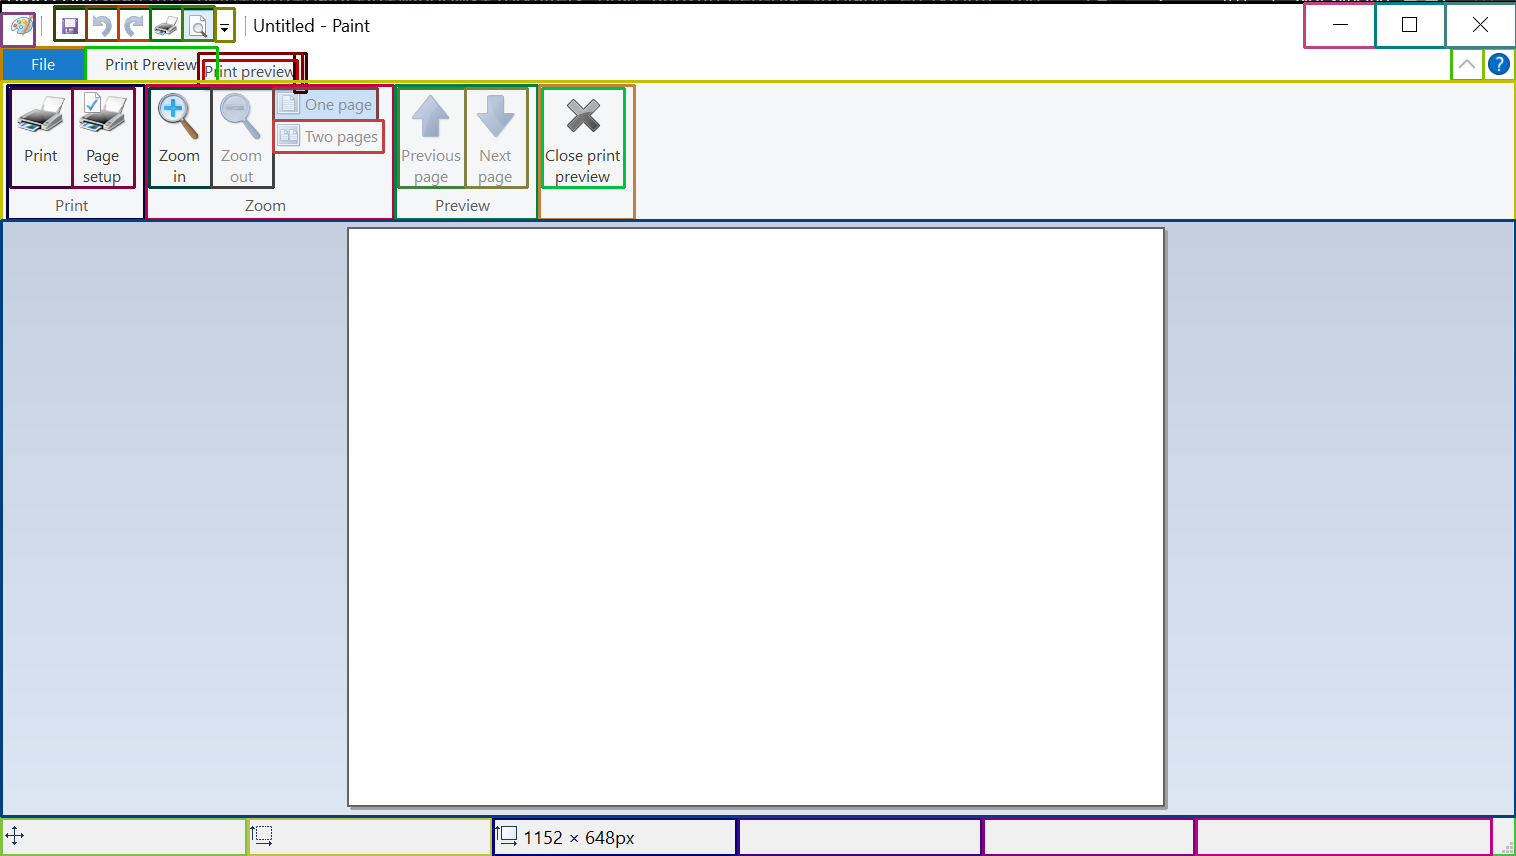 Untitled - Paint
File
Print Preview
Print preview
Print
Page setup
Zoom in
Zoom out
One page
Two pages
Previous page
Next page
Close print preview
Print
Zoom
Preview
1152 × 648px